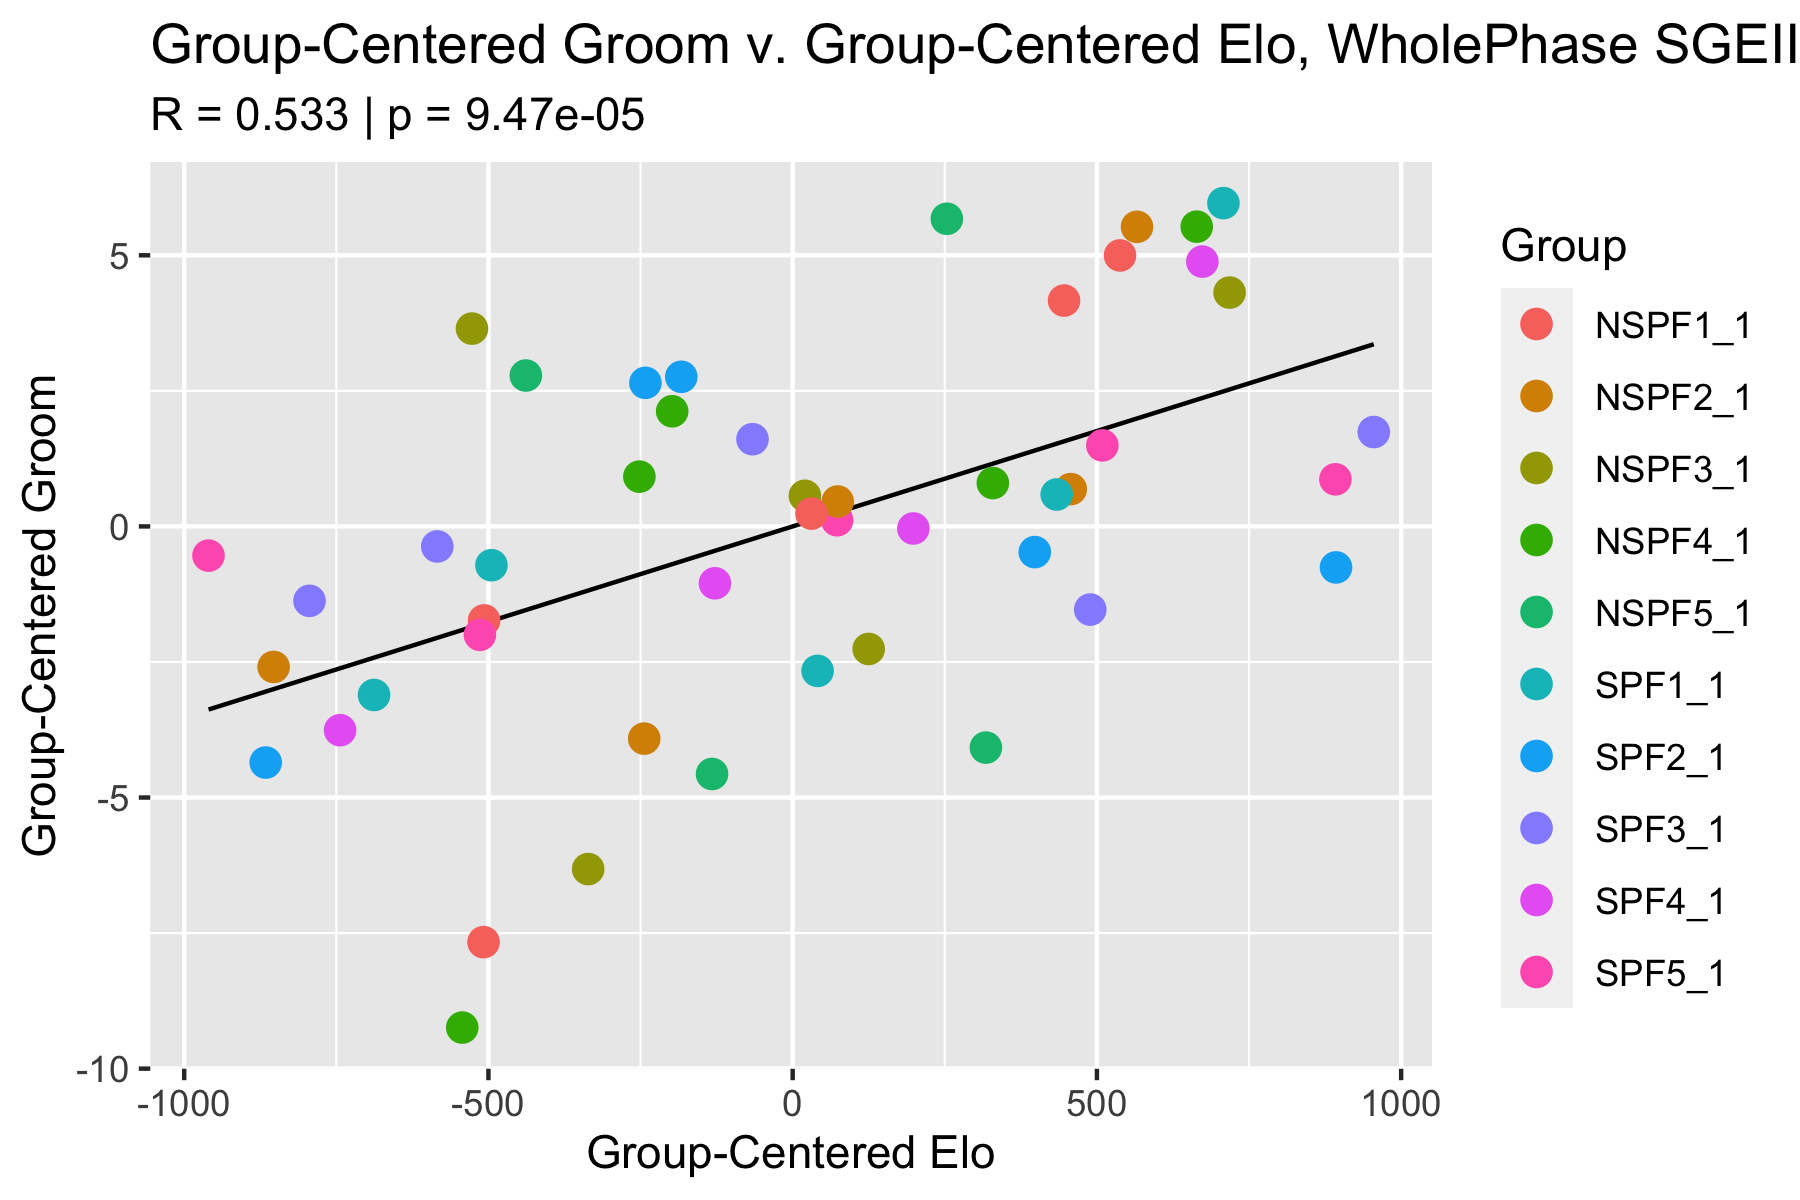 Group-Centered Groom v. Group-Centered Elo, WholePhase SGEII
R = 0.533 | p = 9.47e-05
Group-Centered Groom
5
0
-5
-10
-1000
-500
0
500
1000
Group-Centered Elo
Group
NSPF1_1
NSPF2_1
NSPF3_1
NSPF4_1
NSPF5_1
SPF1_1
SPF2_1
SPF3_1
SPF4_1
SPF5_1